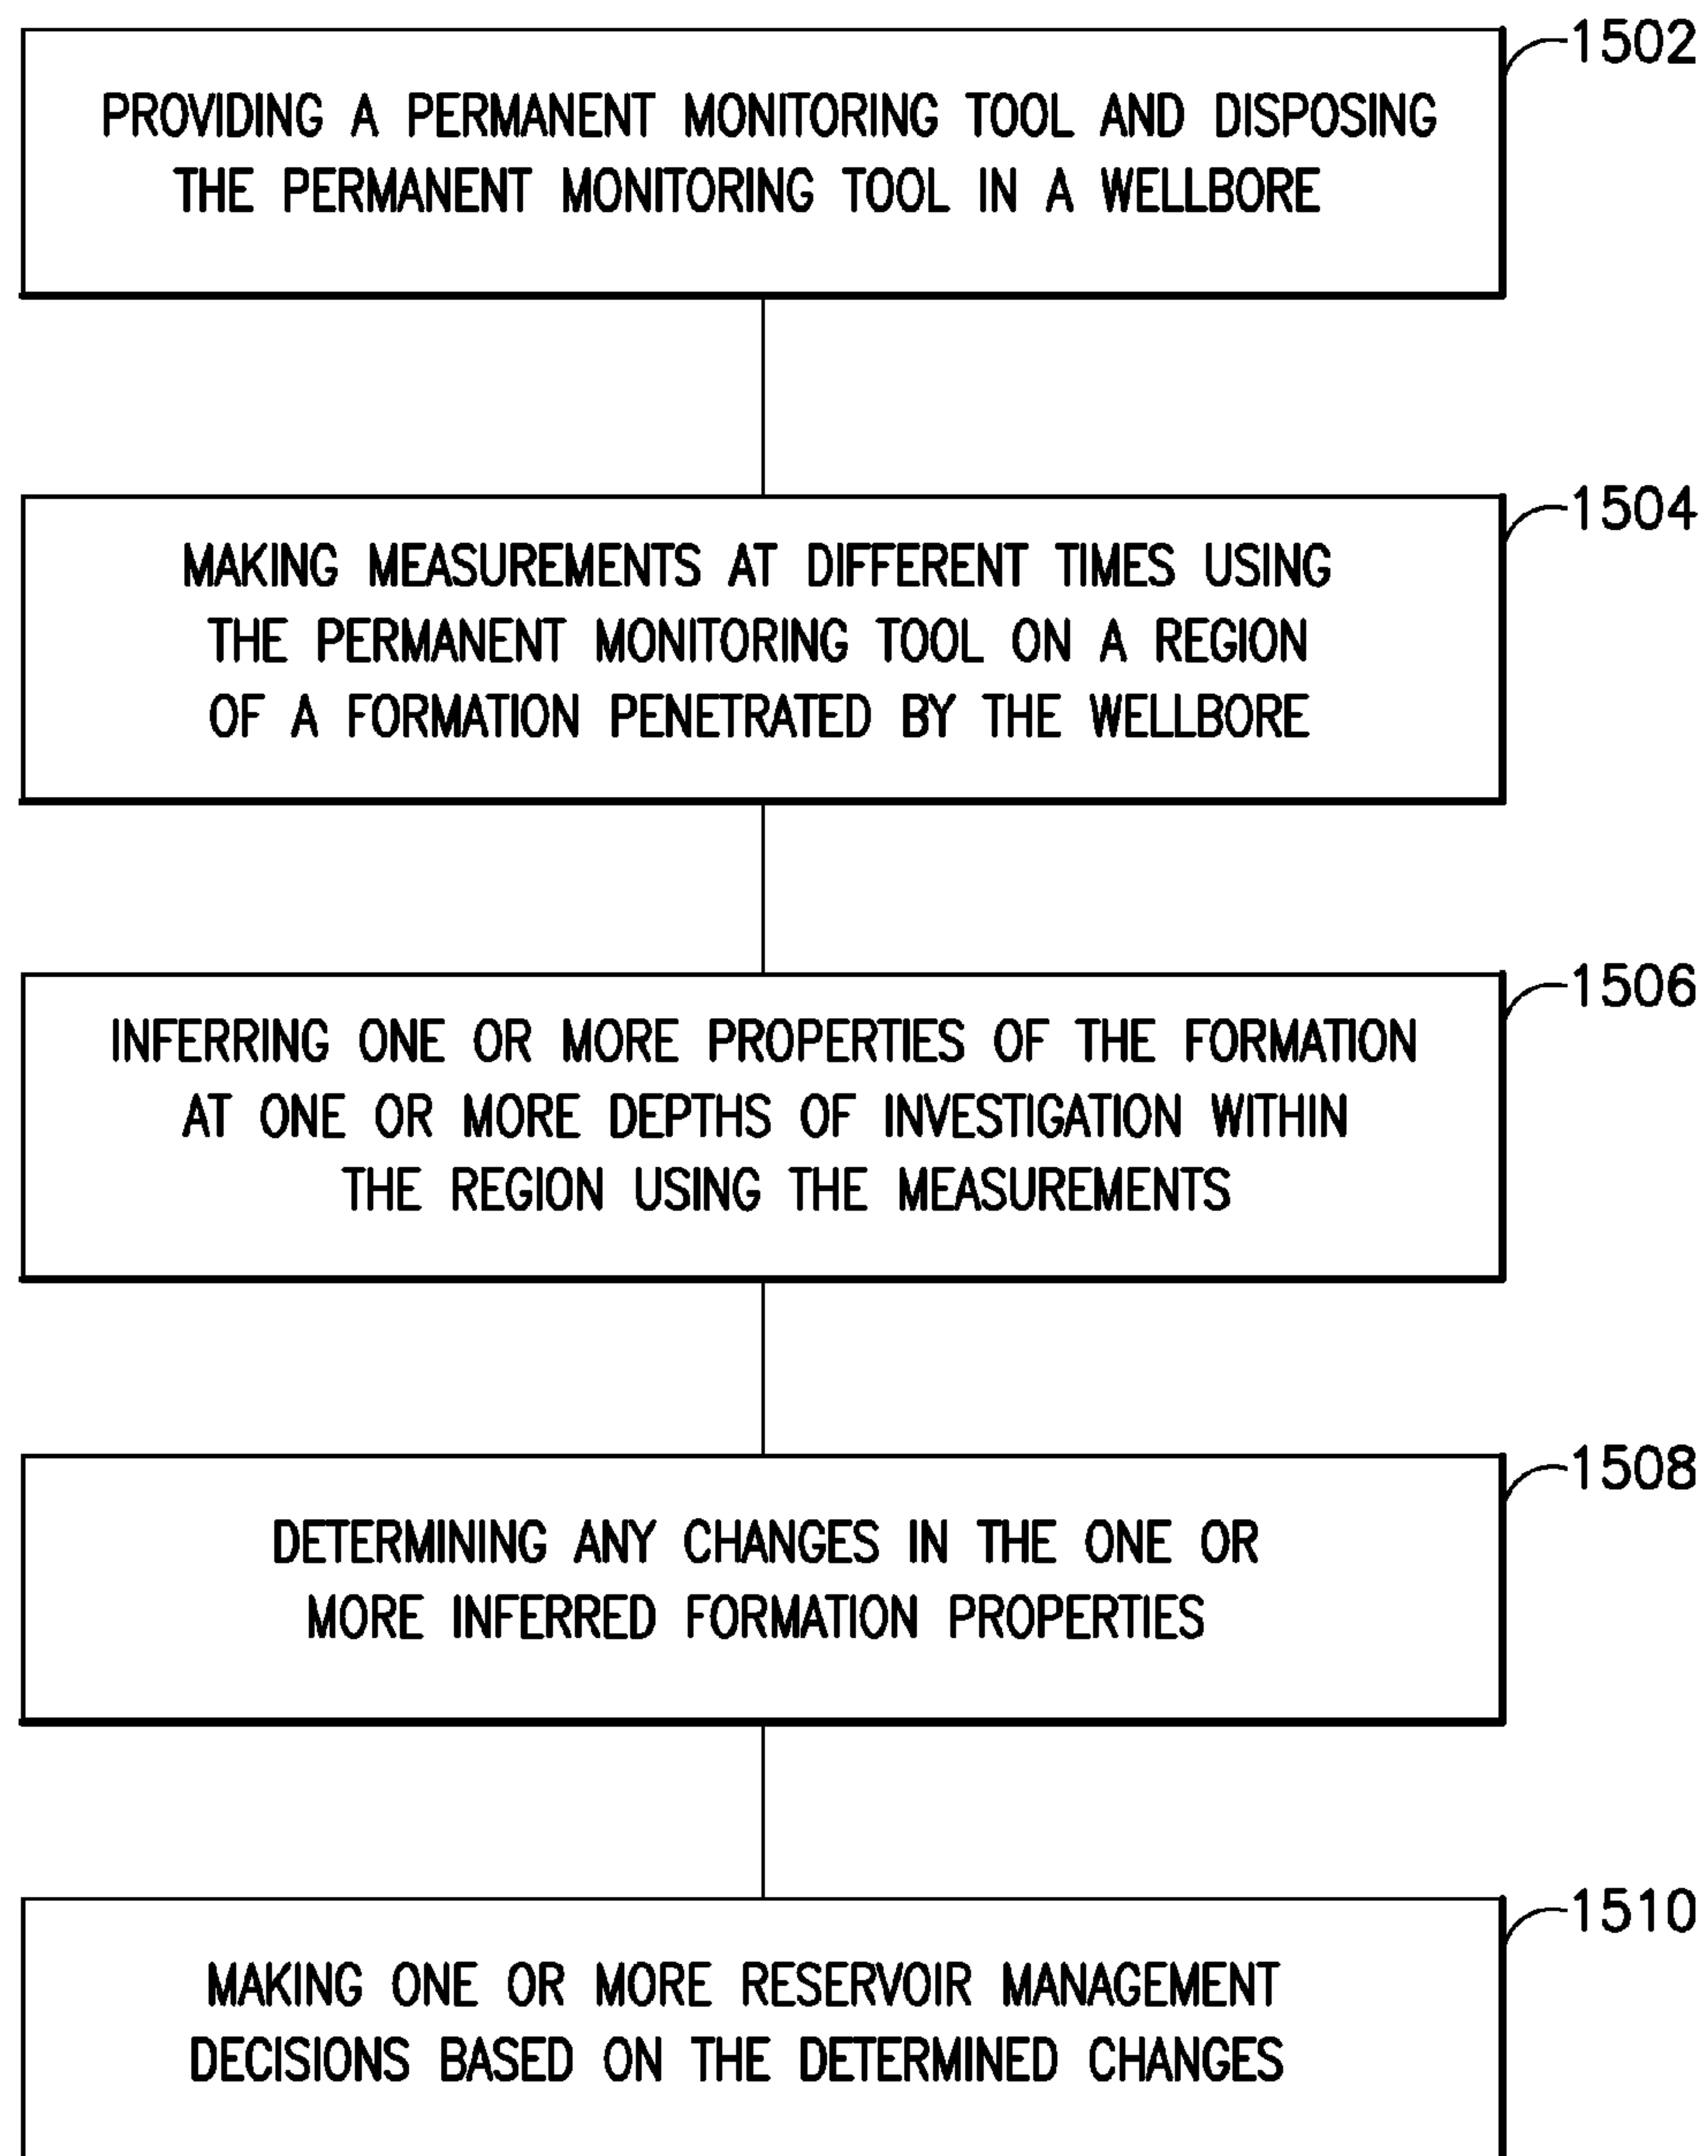 1502
PROVIDING A PERMANENT MONITORING TOOL AND DISPOSING
THE PERMANENT MONITORING TOOL IN A WELLBORE
1504
MAKING MEASUREMENTS AT DIFFERENT TIMES USING
THE PERMANENT MONITORING TOOL ON A REGION
OF A FORMATION PENETRATED BY THE WELLBORE
1506
INFERRING ONE OR MORE PROPERTIES OF THE FORMATION
AT ONE OR MORE DEPTHS OF INVESTIGATION WITHIN
THE REGION USING THE MEASUREMENTS
1508
DETERMINING ANY CHANGES IN THE ONE OR
MORE INFERRED FORMATION PROPERTIES
1510
MAKING ONE OR MORE RESERVOIR MANAGEMENT
DECISIONS BASED ON THE DETERMINED CHANGES